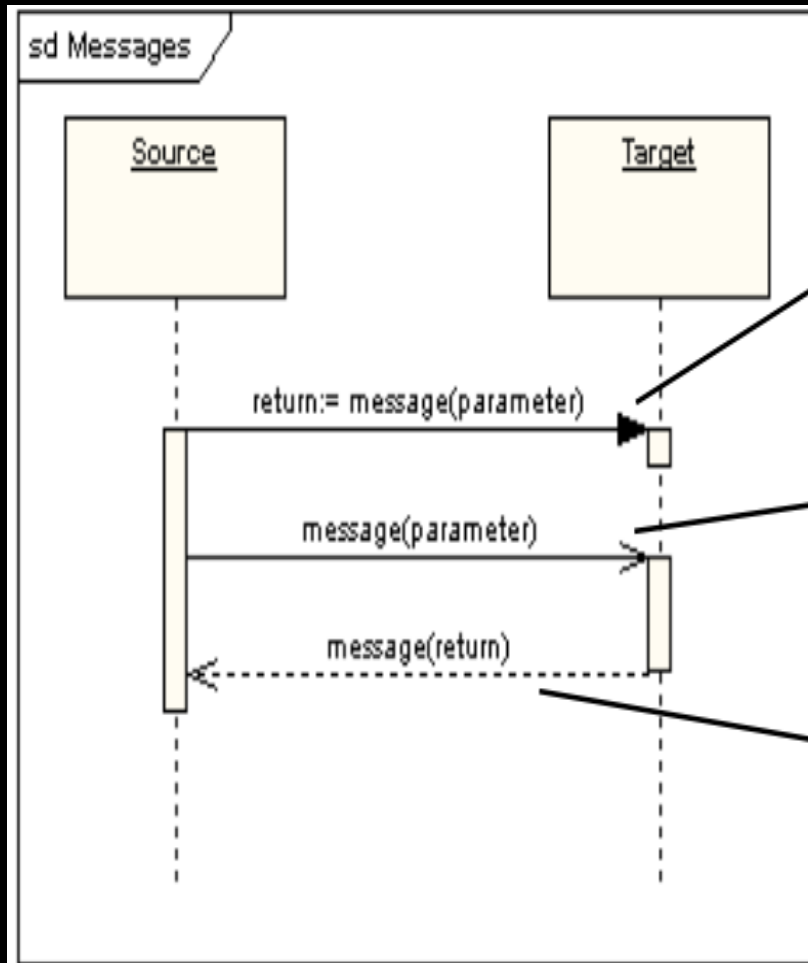 sd Messages
Source
Target
return:= message(parameter)
message(parameter)
message(return)